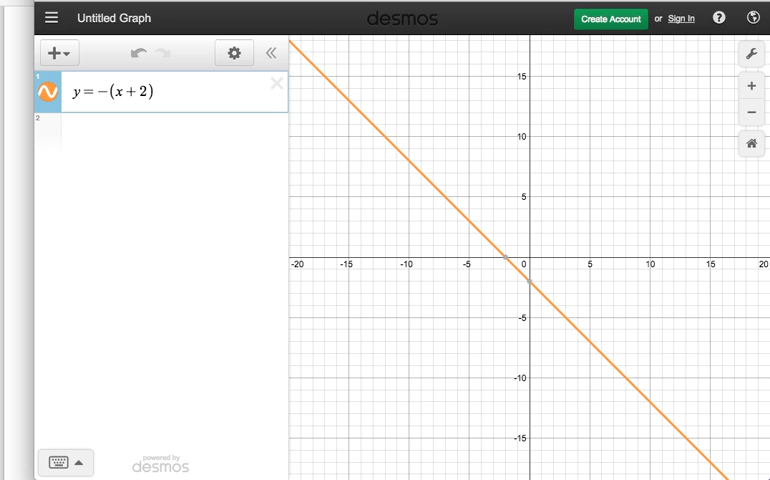 Untitled Graph
desmos
Create Account or Sign In
?
1
y = −(x + 2)
2
powered by
desmos
15
10
5
-20 -15 -10 -5 0 5 10 15 20
-5
-10
-15